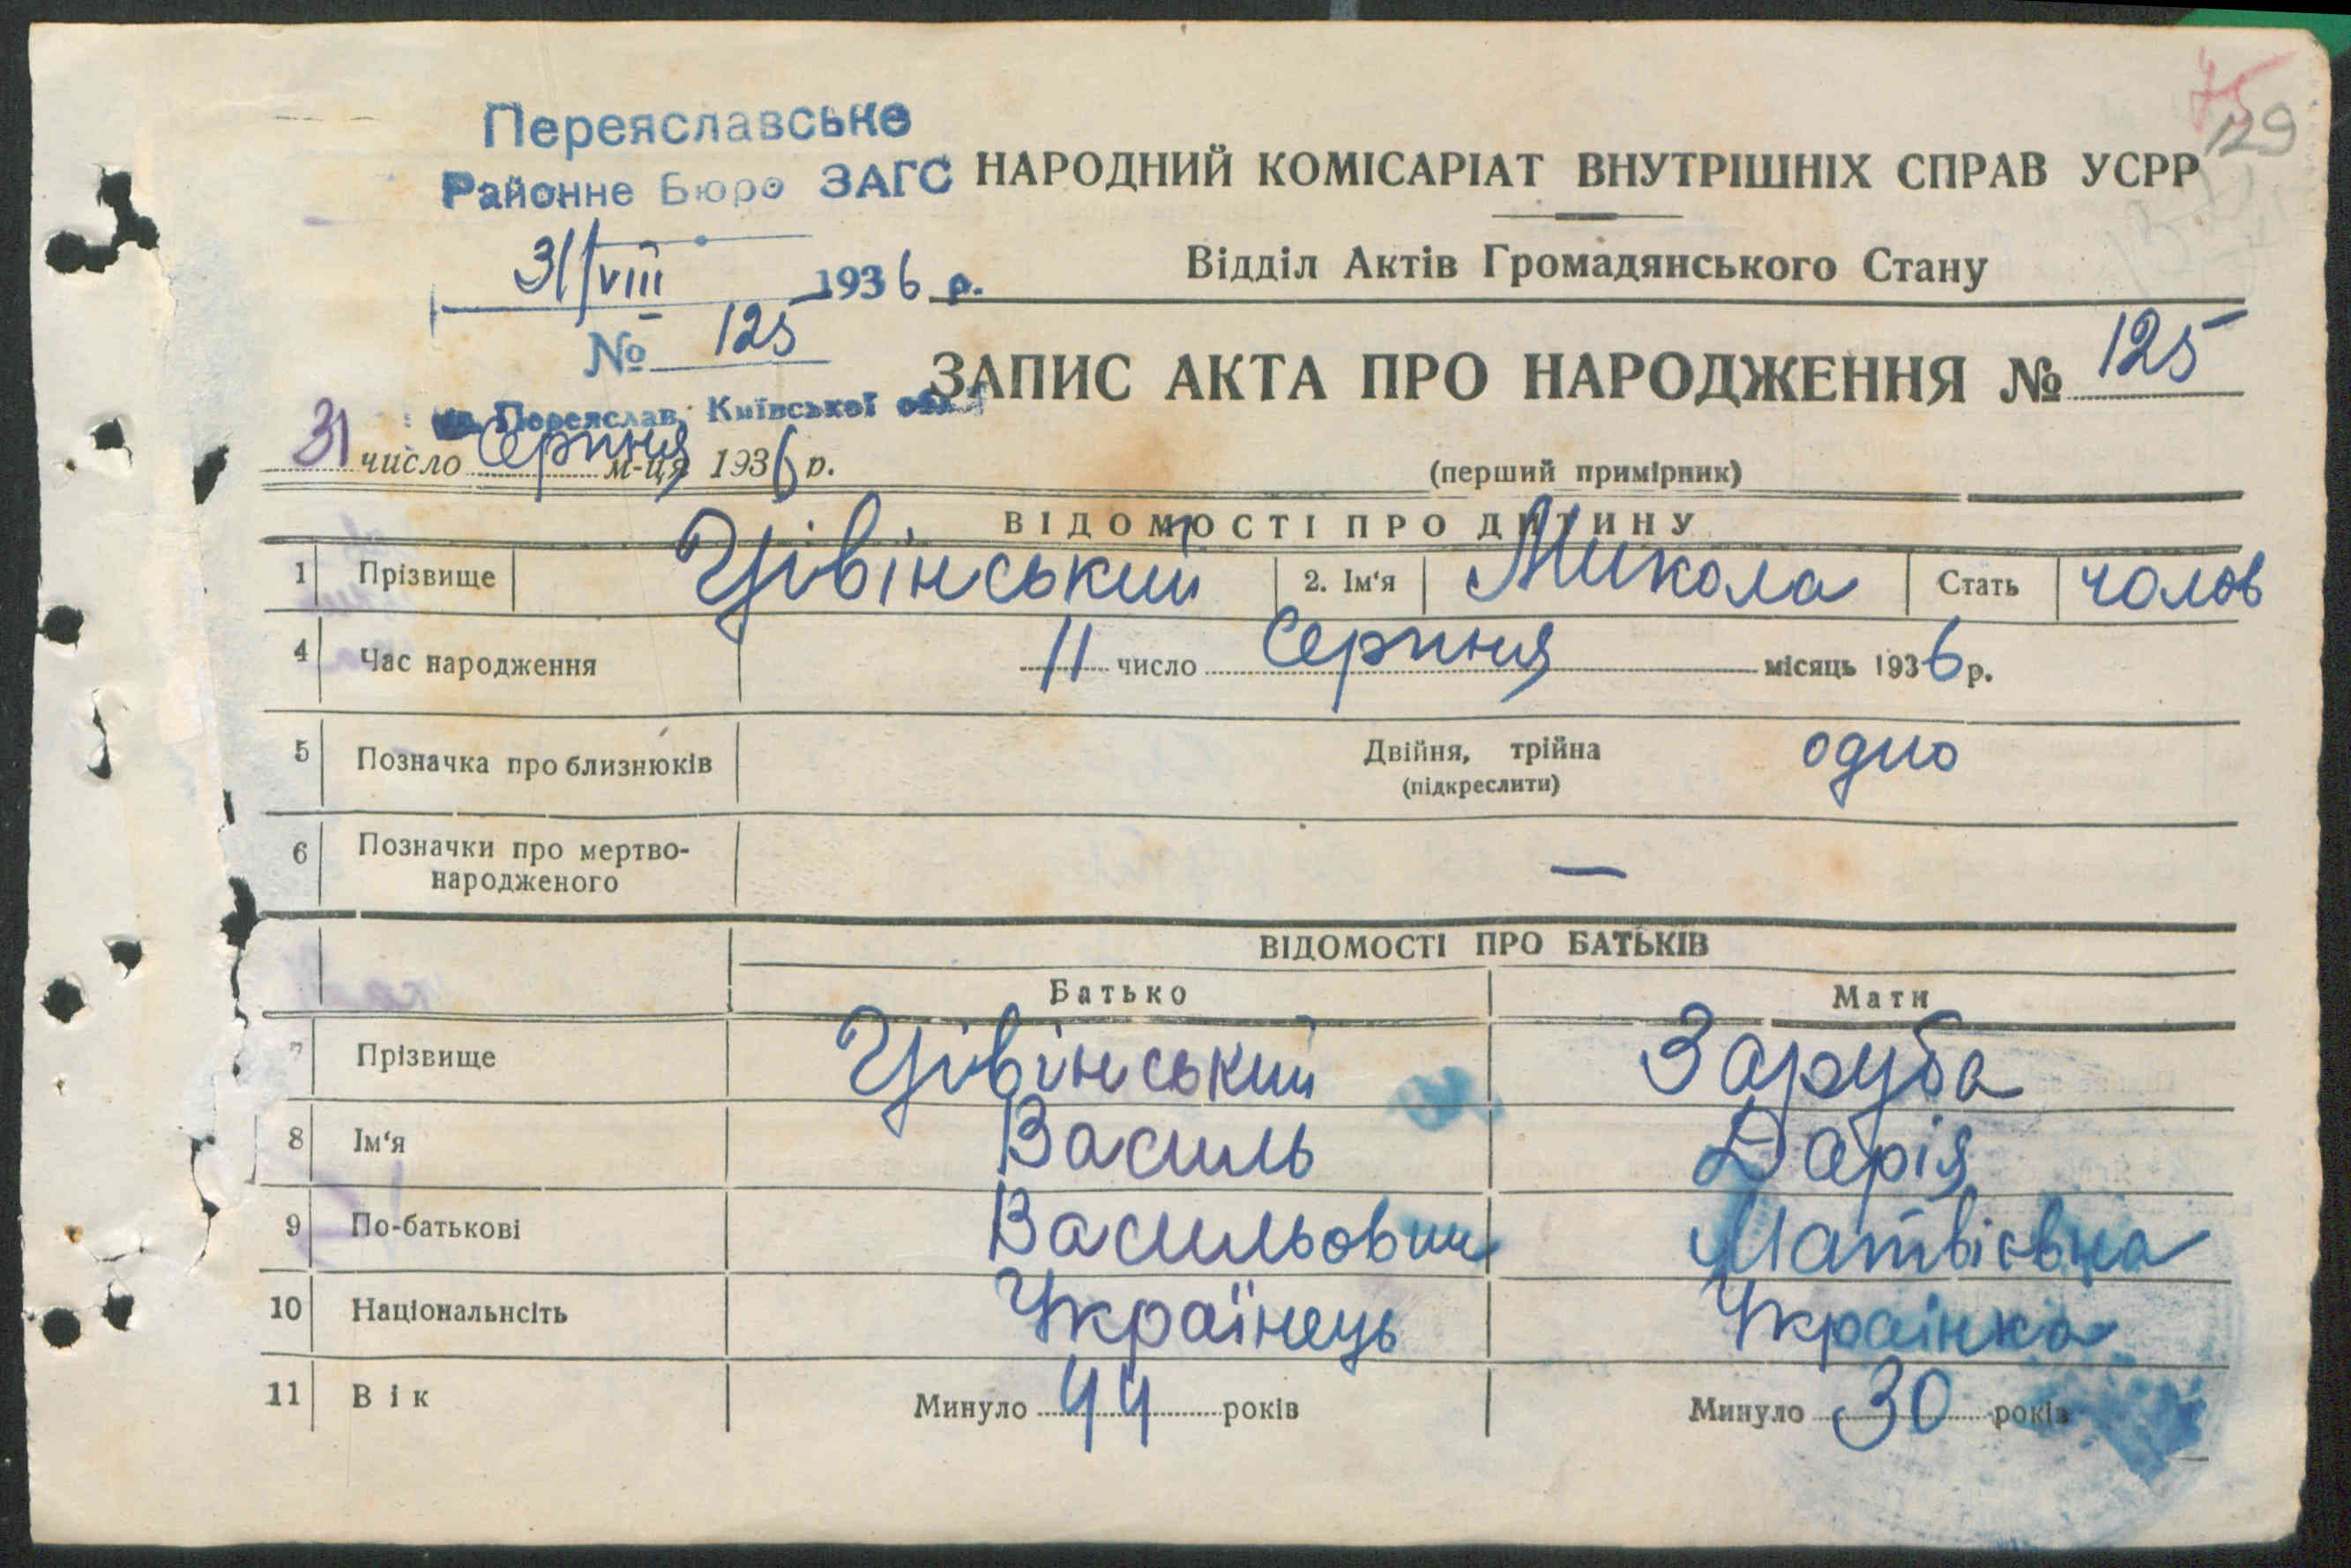 75
129
Переяславське
Районне Бюро ЗАГС
31/VIII 1936 р.
№ 125
м. Переяслав, Київської обл.
НАРОДНИЙ КОМІСАРІАТ ВНУТРІШНІХ СПРАВ УСРР
Відділ Актів Громадянського Стану
ЗАПИС АКТА ПРО НАРОДЖЕННЯ № 125
31 число Серпня м-ця 1936 р.
(перший примірник)
ВІДОМОСТІ ПРО ДИТИНУ
1 Прізвище Цівінський 2. Ім'я Микола Стать чолов
4 Час народження 11 число Серпня місяць 1936 р.
5 Позначка про близнюків Двійня, трійна одно
(підкреслити)
6 Позначки про мертво-
народженого —
ВІДОМОСТІ ПРО БАТЬКІВ
Батько Мати
7 Прізвище Цівінський Заруба
8 Ім'я Василь Дарія
9 По-батькові Васильович Матвієвна
10 Національнсіть Українець Українка
11 Вік Минуло 44 років Минуло 30 років